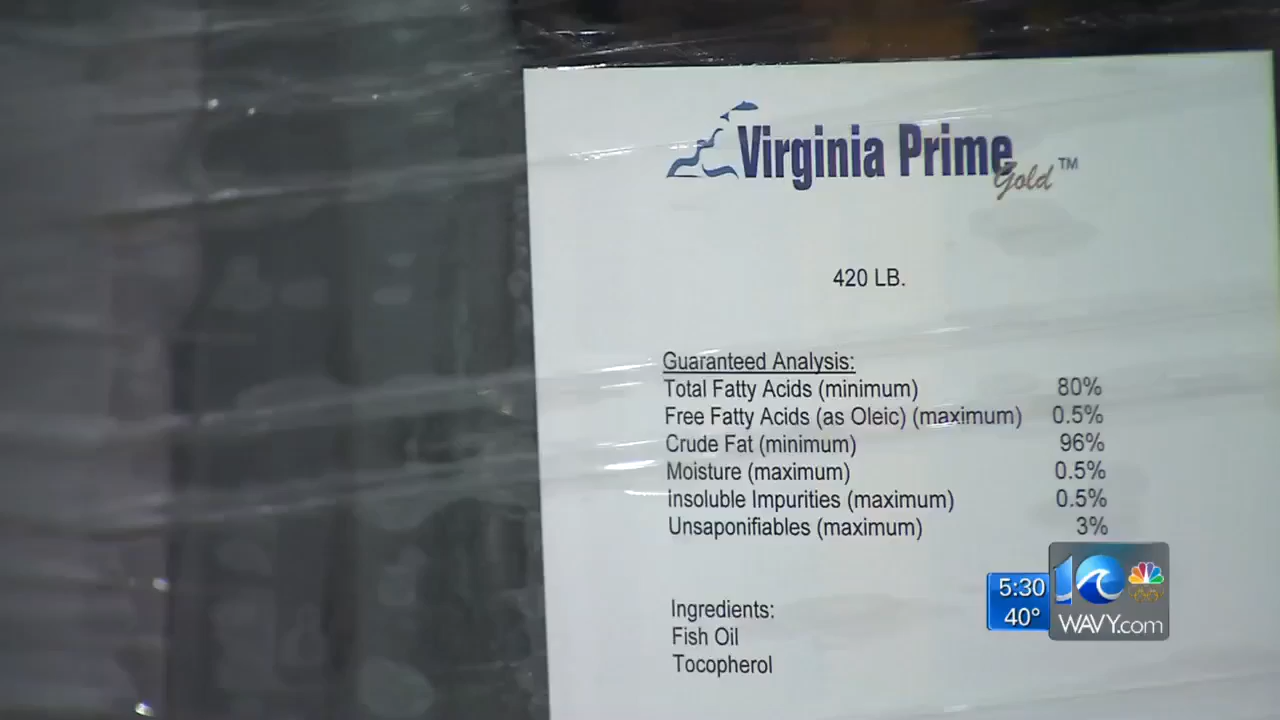 Virginia Prime
Gold™
420 LB.
Guaranteed Analysis:
Total Fatty Acids (minimum) 80%
Free Fatty Acids (as Oleic) (maximum) 0.5%
Crude Fat (minimum) 96%
Moisture (maximum) 0.5%
Insoluble Impurities (maximum) 0.5%
Unsaponifiables (maximum) 3%
Ingredients:
Fish Oil
Tocopherol
5:30
40°
10
WAVY.com